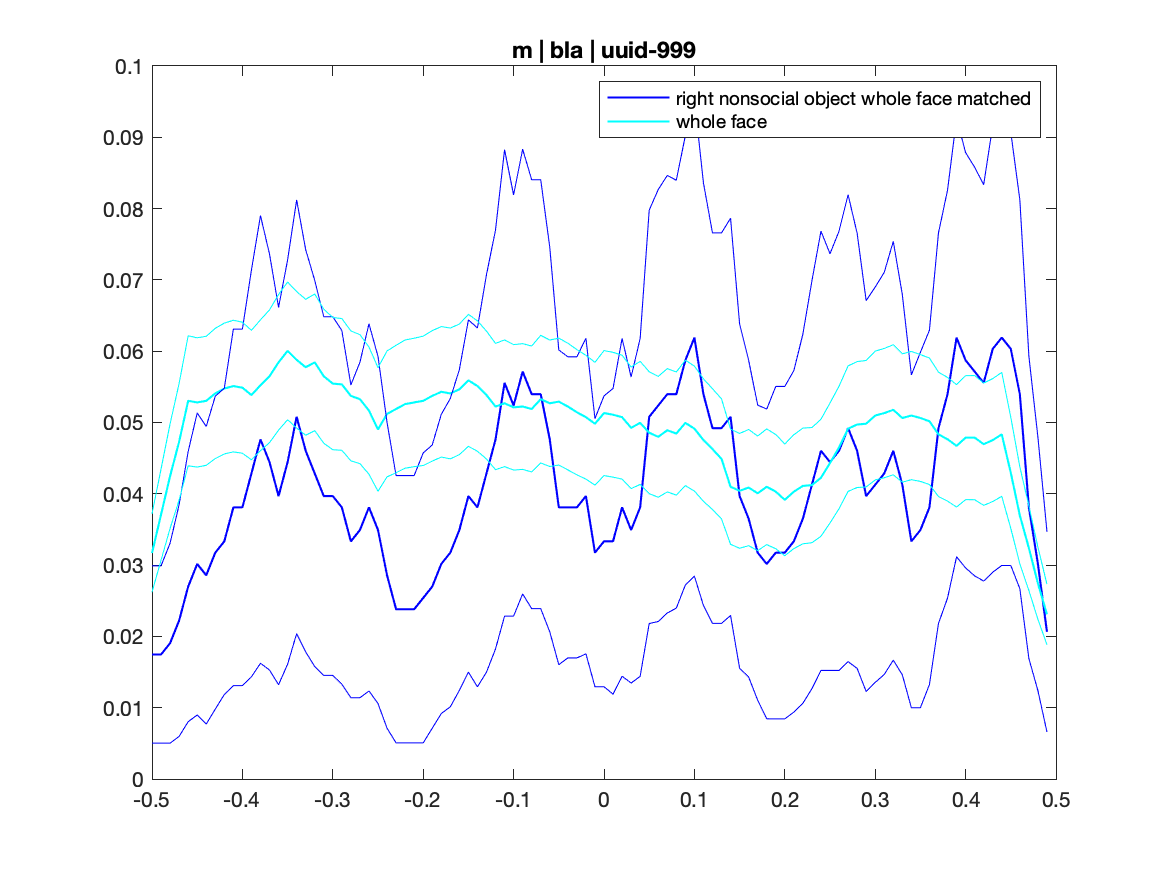 m | bla | uuid-999
right nonsocial object whole face matched
whole face
0.1
0.09
0.08
0.07
0.06
0.05
0.04
0.03
0.02
0.01
0
-0.5 -0.4 -0.3 -0.2 -0.1 0 0.1 0.2 0.3 0.4 0.5